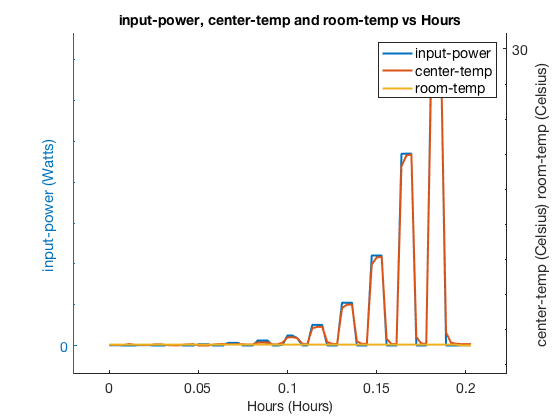 input-power, center-temp and room-temp vs Hours
input-power
center-temp
room-temp
30
0
input-power (Watts)
center-temp (Celsius) room-temp (Celsius)
0 0.05 0.1 0.15 0.2
Hours (Hours)